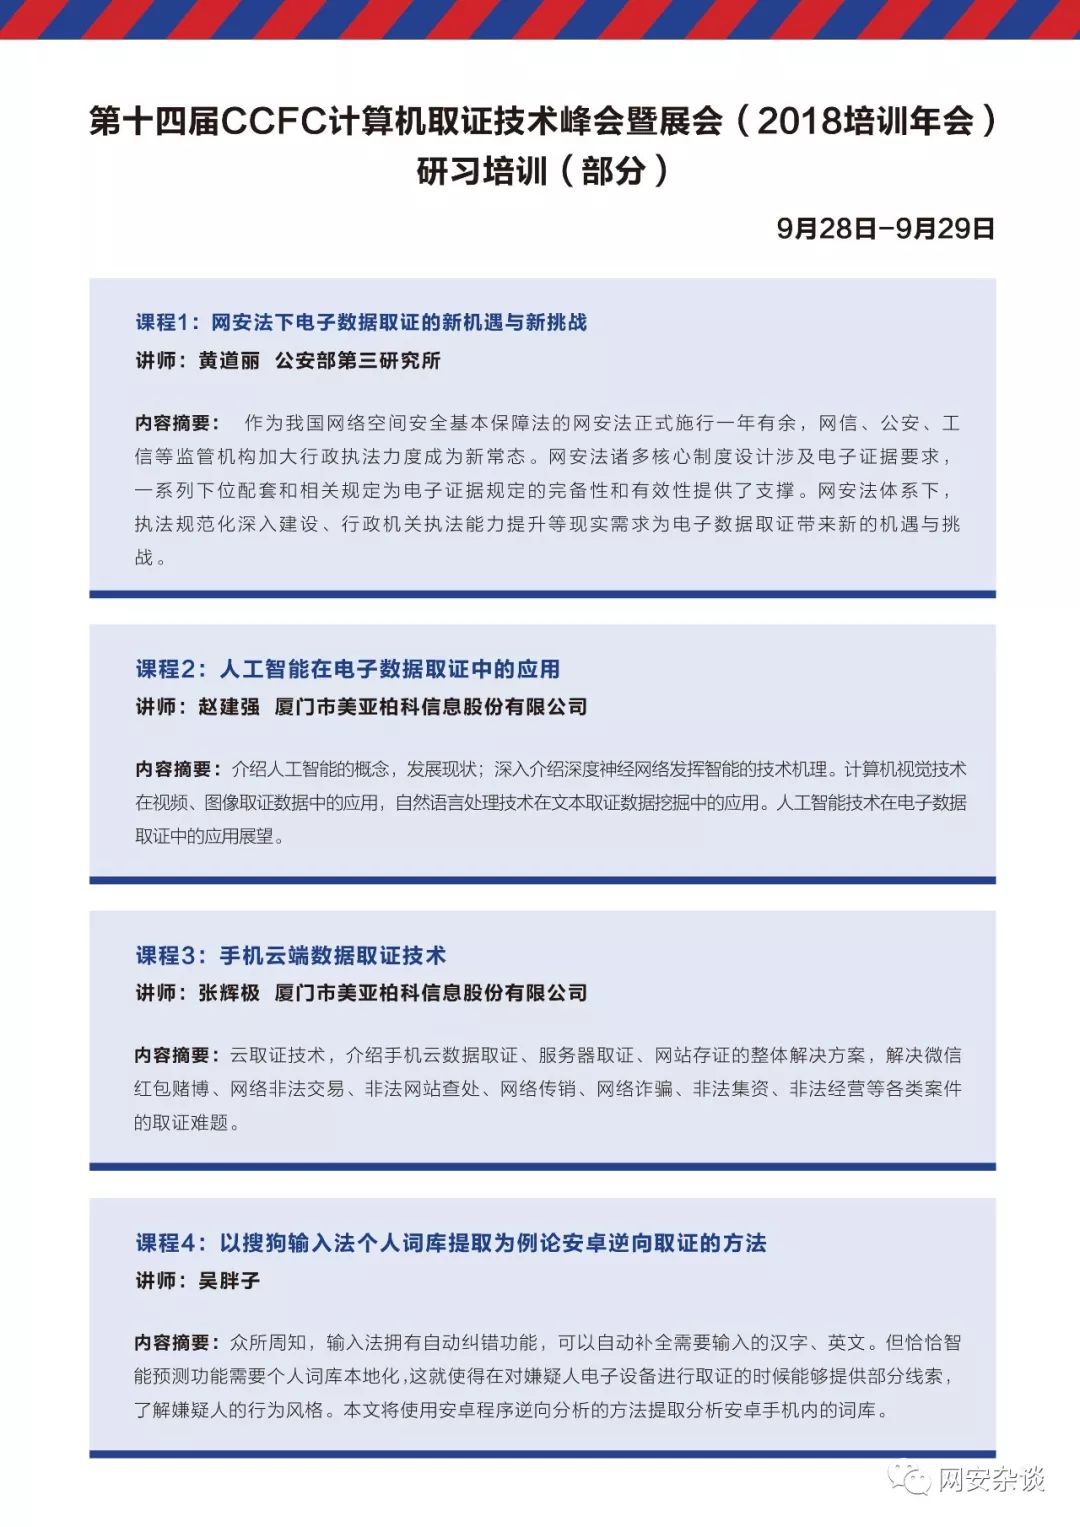 第十四届CCFC计算机取证技术峰会暨展会（2018培训年会）
研习培训（部分）
9月28日-9月29日
课程1：网安法下电子数据取证的新机遇与新挑战
讲师：黄道丽 公安部第三研究所
内容摘要： 作为我国网络空间安全基本保障法的网安法正式施行一年有余，网信、公安、工
信等监管机构加大行政执法力度成为新常态。网安法诸多核心制度设计涉及电子证据要求，
一系列下位配套和相关规定为电子证据规定的完备性和有效性提供了支撑。网安法体系下，
执法规范化深入建设、行政机关执法能力提升等现实需求为电子数据取证带来新的机遇与挑
战。
课程2：人工智能在电子数据取证中的应用
讲师：赵建强 厦门市美亚柏科信息股份有限公司
内容摘要：介绍人工智能的概念，发展现状；深入介绍深度神经网络发挥智能的技术机理。计算机视觉技术
在视频、图像取证数据中的应用，自然语言处理技术在文本取证数据挖掘中的应用。人工智能技术在电子数据
取证中的应用展望。
课程3：手机云端数据取证技术
讲师：张辉极 厦门市美亚柏科信息股份有限公司
内容摘要：云取证技术，介绍手机云数据取证、服务器取证、网站存证的整体解决方案，解决微信
红包赌博、网络非法交易、非法网站查处、网络传销、网络诈骗、非法集资、非法经营等各类案件
的取证难题。
课程4：以搜狗输入法个人词库提取为例论安卓逆向取证的方法
讲师：吴胖子
内容摘要：众所周知，输入法拥有自动纠错功能，可以自动补全需要输入的汉字、英文。但恰恰智
能预测功能需要个人词库本地化,这就使得在对嫌疑人电子设备进行取证的时候能够提供部分线索，
了解嫌疑人的行为风格。本文将使用安卓程序逆向分析的方法提取分析安卓手机内的词库。
网安杂谈